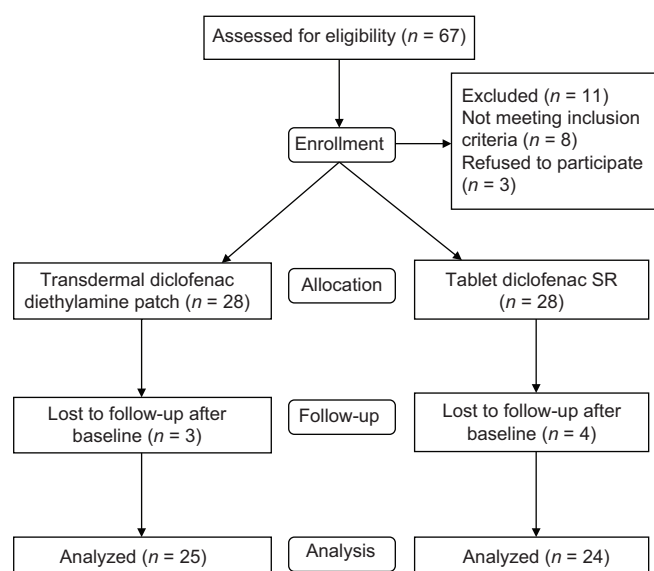 Assessed for eligibility (n = 67)
Excluded (n = 11)
Not meeting inclusion
criteria (n = 8)
Refused to participate
(n = 3)
Enrollment
Transdermal diclofenac
diethylamine patch (n = 28)
Allocation
Tablet diclofenac SR
(n = 28)
Lost to follow-up after
baseline (n = 3)
Follow-up
Lost to follow-up after
baseline (n = 4)
Analyzed (n = 25)
Analysis
Analyzed (n = 24)